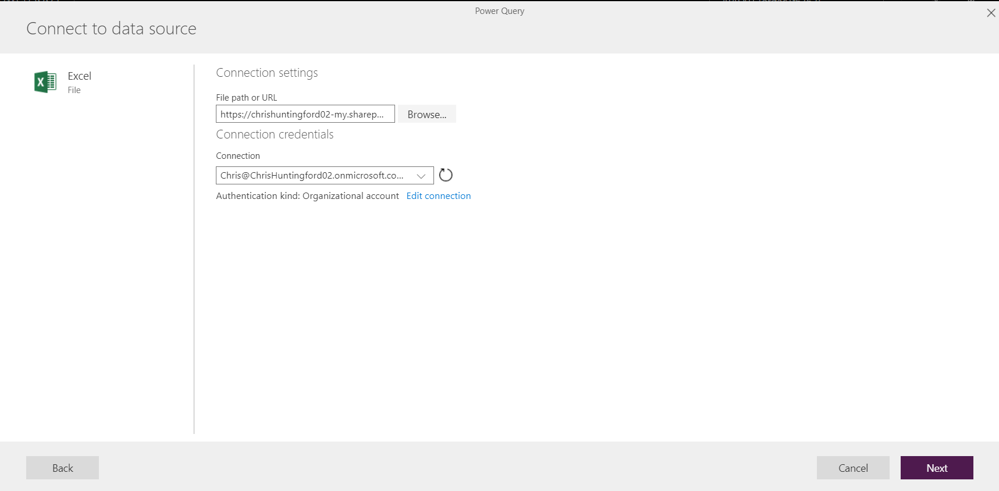 Power Query
Connect to data source
Excel
File
Connection settings
File path or URL
https://chrishuntingford02-my.sharep...
Browse...
Connection credentials
Connection
Chris@ChrisHuntingford02.onmicrosoft.co...
Authentication kind: Organizational account Edit connection
Back
Cancel
Next